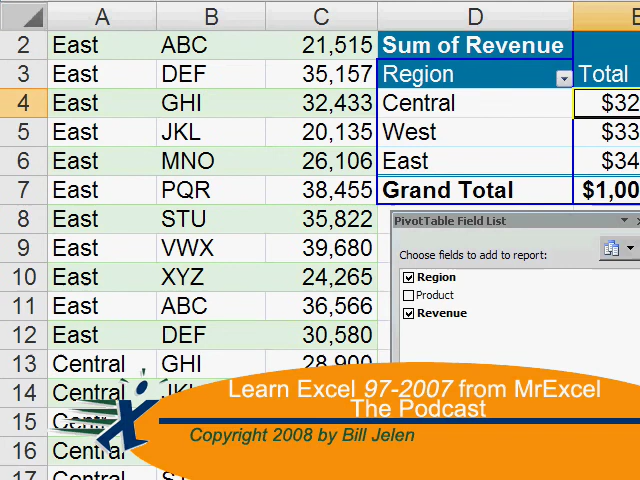 A B C D E
2 East ABC 21,515 Sum of Revenue
3 East DEF 35,157 Region Total
4 East GHI 32,433 Central $32
5 East JKL 20,135 West $33
6 East MNO 26,106 East $34
7 East PQR 38,455 Grand Total $1,00
8 East STU 35,822
PivotTable Field List
9 East VWX 39,680
Choose fields to add to report:
10 East XYZ 24,265
Region
11 East ABC 36,566
Product
12 East DEF 30,580
Revenue
13 Central GHI 28,900
14 Central
15 Central
16 Central
17 Central
Learn Excel 97-2007 from MrExcel
The Podcast
Copyright 2008 by Bill Jelen